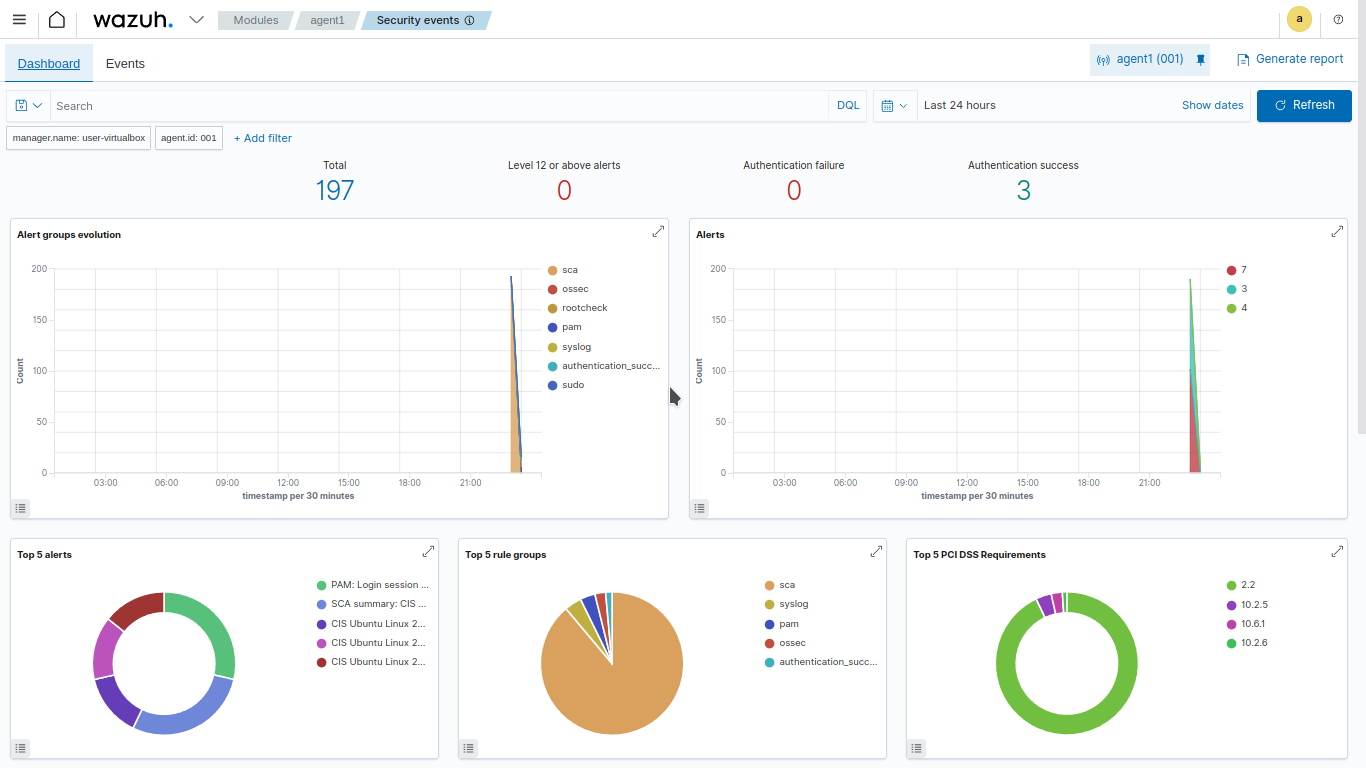 wazuh.
Modules
agent1
Security events
a
Dashboard
Events
agent1 (001)
Generate report
Search
DQL
Last 24 hours
Show dates
Refresh
manager.name: user-virtualbox
agent.id: 001
+ Add filter
Total
197
Level 12 or above alerts
0
Authentication failure
0
Authentication success
3
Alert groups evolution
200
150
100
50
0
Count
03:00 06:00 09:00 12:00 15:00 18:00 21:00
timestamp per 30 minutes
sca
ossec
rootcheck
pam
syslog
authentication_succ...
sudo
Alerts
200
150
100
50
0
Count
03:00 06:00 09:00 12:00 15:00 18:00 21:00
timestamp per 30 minutes
7
3
4
Top 5 alerts
PAM: Login session ...
SCA summary: CIS ...
CIS Ubuntu Linux 2...
CIS Ubuntu Linux 2...
CIS Ubuntu Linux 2...
Top 5 rule groups
sca
syslog
pam
ossec
authentication_succ...
Top 5 PCI DSS Requirements
2.2
10.2.5
10.6.1
10.2.6